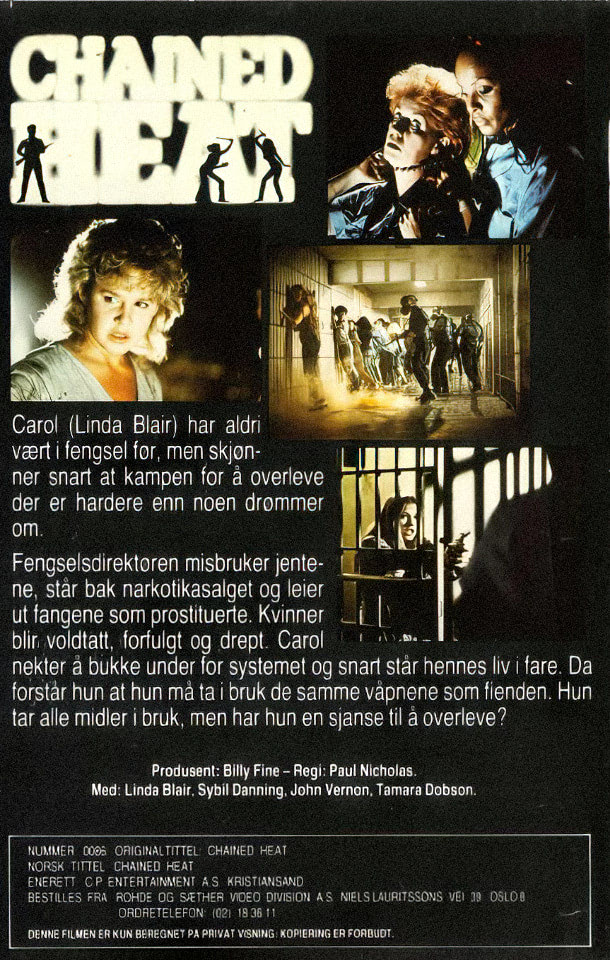 CHAINED
HEAT
Carol (Linda Blair) har aldri
vært i fengsel før, men skjøn-
ner snart at kampen for å overleve
der er hardere enn noen drømmer
om.
Fengselsdirektøren misbruker jente-
ne, står bak narkotikasalget og leier
ut fangene som prostituerte. Kvinner
blir voldtatt, forfulgt og drept. Carol
nekter å bukke under for systemet og snart står hennes liv i fare. Da
forstår hun at hun må ta i bruk de samme våpnene som fienden. Hun
tar alle midler i bruk, men har hun en sjanse til å overleve?
Produsent: Billy Fine – Regi: Paul Nicholas.
Med: Linda Blair, Sybil Danning, John Vernon, Tamara Dobson.
NUMMER 0086 ORIGINALTITTEL: CHAINED HEAT
NORSK TITTEL CHAINED HEAT
ENERETT C.P. ENTERTAINMENT A.S. KRISTIANSAND
BESTILLES FRA ROHDE OG SÆTHER VIDEO DIVISION A.S. NIELS LAURITSSONS VEI 39 OSLO 8
ORDRETELEFON: (02) 18 36 11
DENNE FILMEN ER KUN BEREGNET PÅ PRIVAT VISNING: KOPIERING ER FORBUDT.